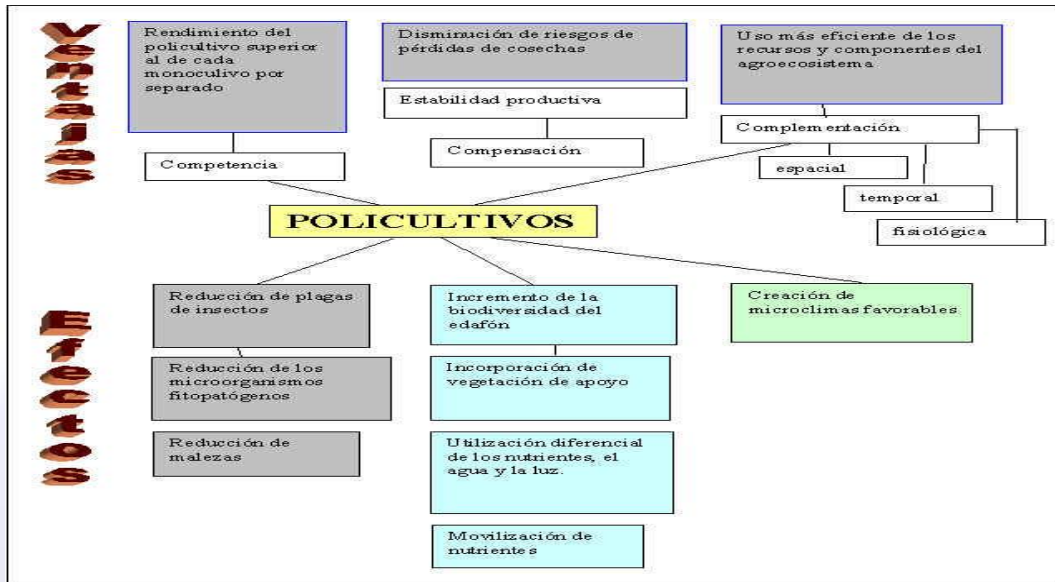 Ventajas
Rendimiento del
policultivo superior
al de cada
monoculivo por
separado
Competencia
Disminución de riesgos de
pérdidas de cosechas
Estabilidad productiva
Compensación
Uso más eficiente de los
recursos y componentes del
agroecosistema
Complementación
espacial
temporal
fisiológica
POLICULTIVOS
Efectos
Reducción de plagas
de insectos
Reducción de los
microorganismos
fitopatógenos
Reducción de
malezas
Incremento de la
biodiversidad del
edafón
Incorporación de
vegetación de apoyo
Utilización diferencial
de los nutrientes, el
agua y la luz.
Movilización de
nutrientes
Creación de
microclimas favorables